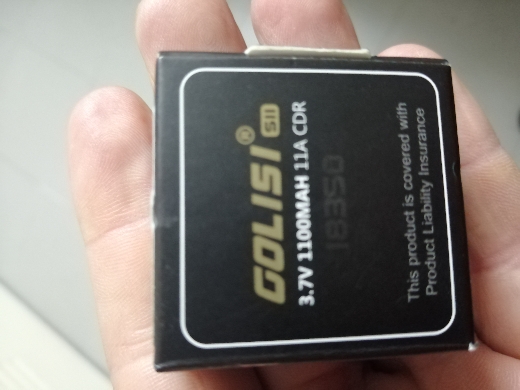 GOLISI® S11
3.7V 1100MAH 11A CDR
18350
This product is covered with
Product Liability Insurance